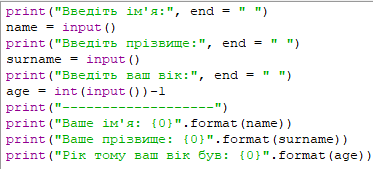 print("Введіть ім'я:", end = " ")
name = input()
print("Введіть прізвище:", end = " ")
surname = input()
print("Введіть ваш вік:", end = " ")
age = int(input())-1
print("-------------------")
print("Ваше ім'я: {0}".format(name))
print("Ваше прізвище: {0}".format(surname))
print("Рік тому ваш вік був: {0}".format(age))